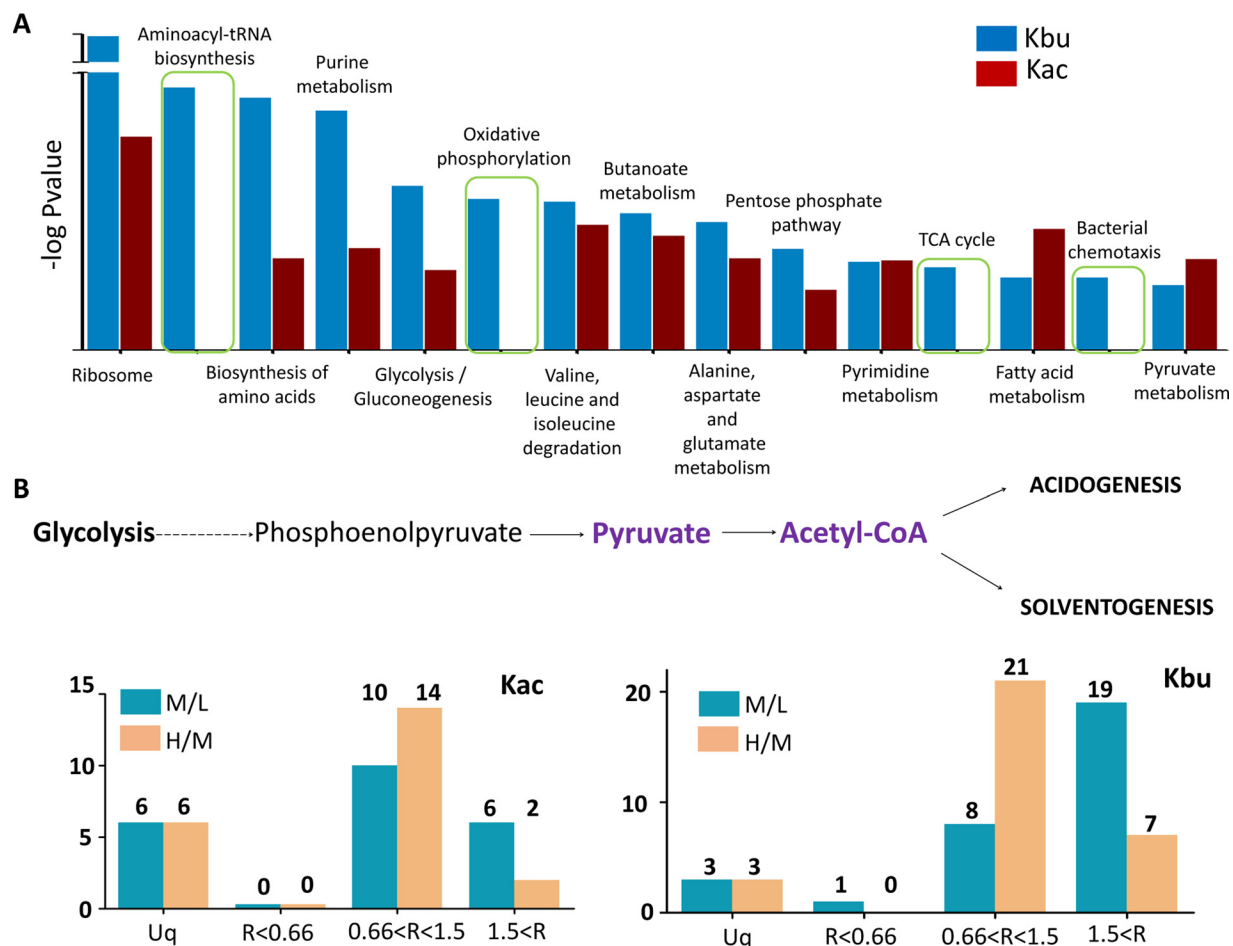 A
Aminoacyl-tRNA
biosynthesis
Purine
metabolism
Oxidative
phosphorylation
Butanoate
metabolism
Pentose phosphate
pathway
TCA cycle
Bacterial
chemotaxis
Kbu
Kac
-log Pvalue
Ribosome
Biosynthesis of
amino acids
Glycolysis /
Gluconeogenesis
Valine,
leucine and
isoleucine
degradation
Alanine,
aspartate
and
glutamate
metabolism
Pyrimidine
metabolism
Fatty acid
metabolism
Pyruvate
metabolism
B
Glycolysis
Phosphoenolpyruvate
Pyruvate
Acetyl-CoA
ACIDOGENESIS
SOLVENTOGENESIS
Kac
M/L
H/M
15
10
5
0
6 6
0 0
10 14
6 2
Uq
R<0.66
0.66<R<1.5
1.5<R
Kbu
M/L
H/M
20
10
0
3 3
1 0
8 21
19 7
Uq
R<0.66
0.66<R<1.5
1.5<R